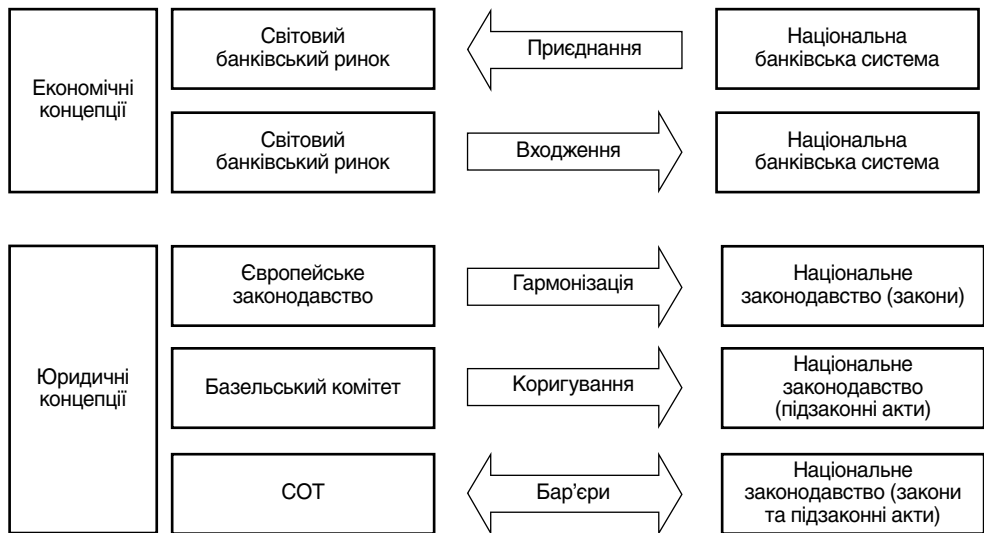 Економічні
концепції
Світовий
банківський ринок
Приєднання
Національна
банківська система
Світовий
банківський ринок
Входження
Національна
банківська система
Юридичні
концепції
Європейське
законодавство
Гармонізація
Національне
законодавство (закони)
Базельський комітет
Коригування
Національне
законодавство
(підзаконні акти)
СОТ
Бар’єри
Національне
законодавство (закони
та підзаконні акти)